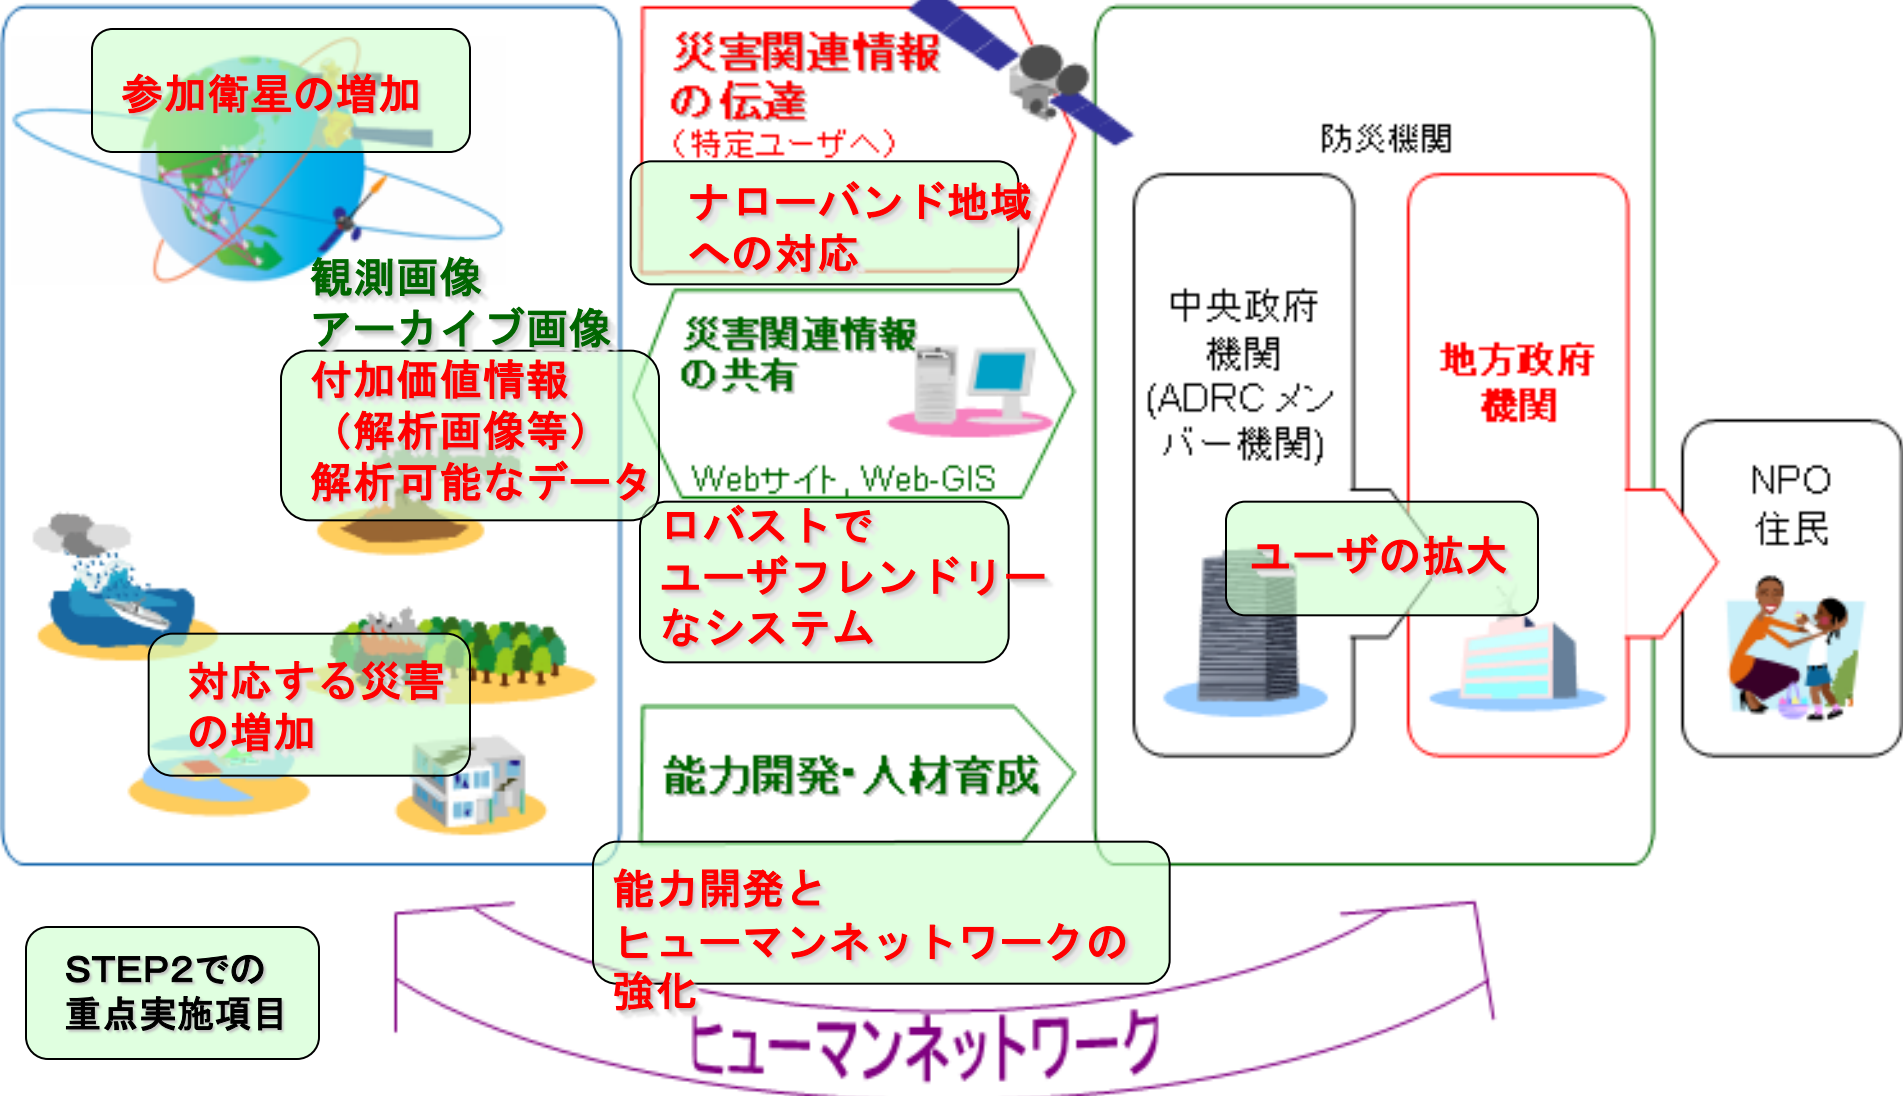 参加衛星の増加
観測画像
アーカイブ画像
付加価値情報
（解析画像等）
解析可能なデータ
対応する災害
の増加
災害関連情報
の伝達
（特定ユーザへ）
ナローバンド地域
への対応
災害関連情報
の共有
Webサイト, Web-GIS
ロバストで
ユーザフレンドリー
なシステム
能力開発・人材育成
能力開発と
ヒューマンネットワークの
強化
防災機関
中央政府
機関
(ADRC メン
バー機関)
地方政府
機関
ユーザの拡大
NPO
住民
STEP2での
重点実施項目
ヒューマンネットワーク